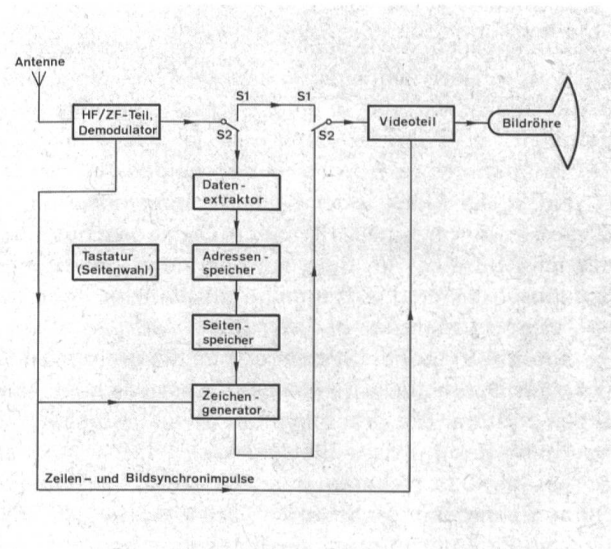 Antenne
HF/ZF-Teil,
Demodulator
S1
S1
S2
S2
Videoteil
Bildröhre
Daten-
extraktor
Tastatur
(Seitenwahl)
Adressen-
speicher
Seiten-
speicher
Zeichen-
generator
Zeilen- und Bildsynchronimpulse